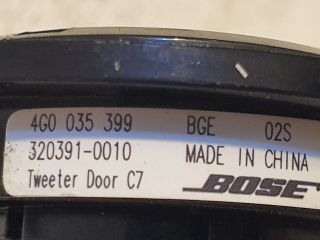 4G0 035 399 BGE 02S
320391-0010 MADE IN CHINA
Tweeter Door C7 BOSE